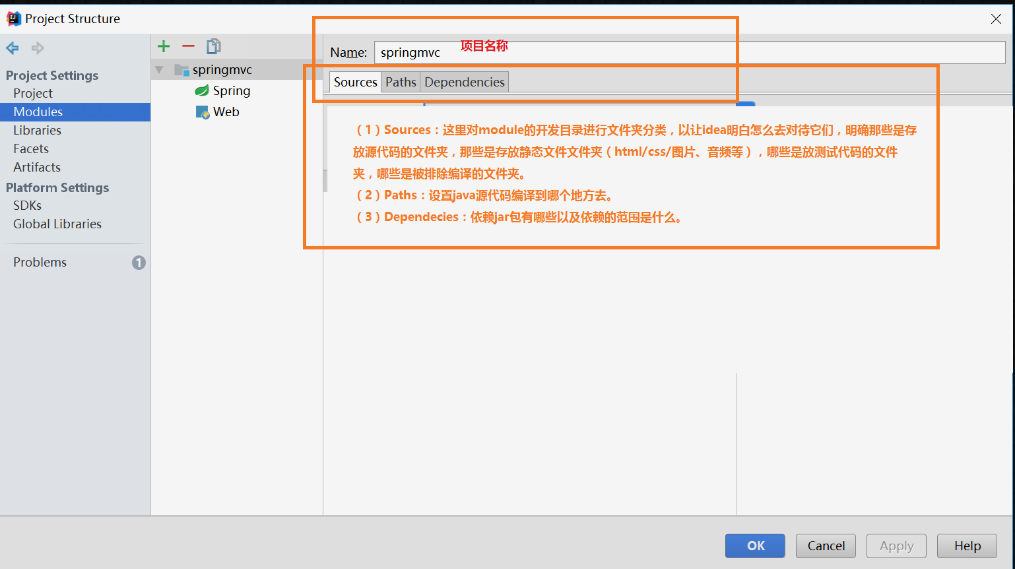 Project Structure
Project Settings
Project
Modules
Libraries
Facets
Artifacts
Platform Settings
SDKs
Global Libraries
Problems
1
springmvc
Spring
Web
Name: springmvc 项目名称
Sources Paths Dependencies
（1）Sources：这里对module的开发目录进行文件夹分类，以让idea明白怎么去对待它们，明确那些是存
放源代码的文件夹，那些是存放静态文件文件夹（html/css/图片、音频等），哪些是放测试代码的文件
夹，哪些是被排除编译的文件夹。
（2）Paths：设置java源代码编译到哪个地方去。
（3）Dependecies：依赖jar包有哪些以及依赖的范围是什么。
OK Cancel Apply Help